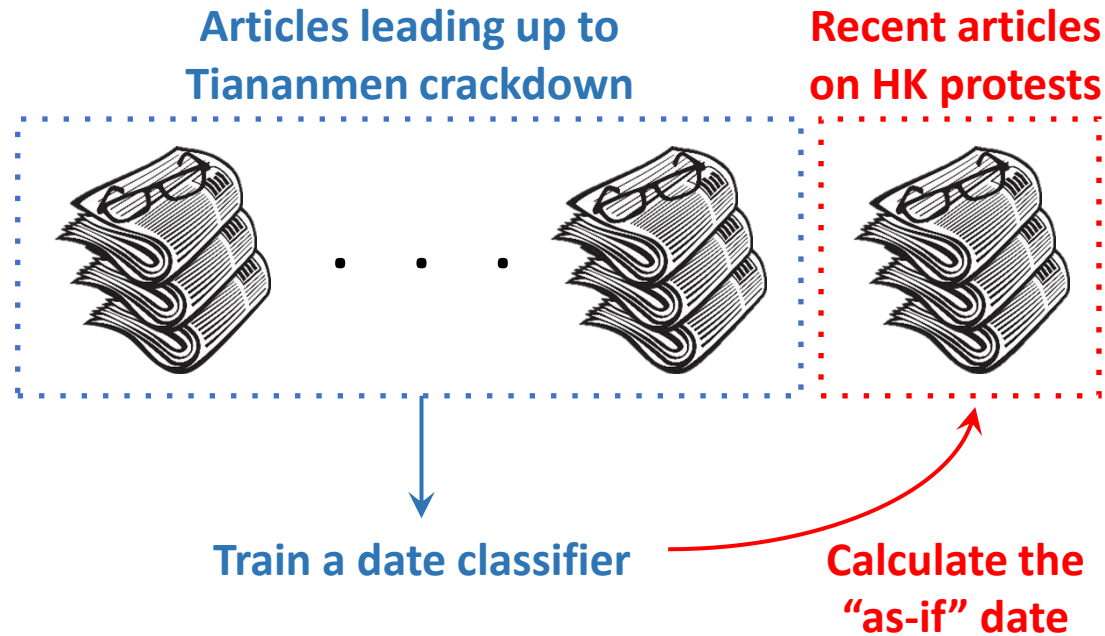 Articles leading up to
Tiananmen crackdown
Recent articles
on HK protests
Train a date classifier
Calculate the
“as-if” date